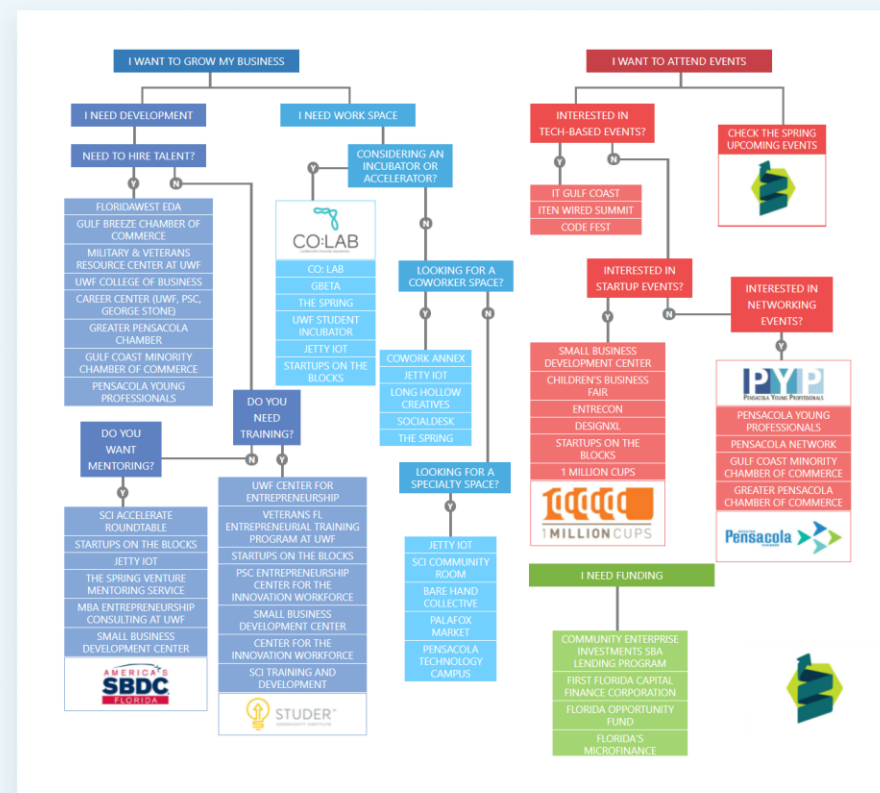 I WANT TO GROW MY BUSINESS
I NEED DEVELOPMENT
NEED TO HIRE TALENT?
Y
N
FLORIDAWEST EDA
GULF BREEZE CHAMBER OF
COMMERCE
MILITARY & VETERANS
RESOURCE CENTER AT UWF
UWF COLLEGE OF BUSINESS
CAREER CENTER (UWF, PSC,
GEORGE STONE)
GREATER PENSACOLA
CHAMBER
GULF COAST MINORITY
CHAMBER OF COMMERCE
PENSACOLA YOUNG
PROFESSIONALS
DO YOU
NEED
TRAINING?
N
Y
DO YOU
WANT
MENTORING?
Y
SCI ACCELERATE
ROUNDTABLE
STARTUPS ON THE BLOCKS
JETTY IOT
THE SPRING VENTURE
MENTORING SERVICE
MBA ENTREPRENEURSHIP
CONSULTING AT UWF
SMALL BUSINESS
DEVELOPMENT CENTER
AMERICA'S
SBDC
FLORIDA
UWF CENTER FOR
ENTREPRENEURSHIP
VETERANS FL
ENTREPRENEURIAL TRAINING
PROGRAM AT UWF
STARTUPS ON THE BLOCKS
PSC ENTREPRENEURSHIP
CENTER FOR THE
INNOVATION WORKFORCE
SMALL BUSINESS
DEVELOPMENT CENTER
CENTER FOR THE
INNOVATION WORKFORCE
SCI TRAINING AND
DEVELOPMENT
STUDER
I NEED WORK SPACE
CONSIDERING AN
INCUBATOR OR
ACCELERATOR?
Y
N
CO:LAB
CO: LAB
GBETA
THE SPRING
UWF STUDENT
INCUBATOR
JETTY IOT
STARTUPS ON THE
BLOCKS
LOOKING FOR A
COWORKER SPACE?
Y
N
COWORK ANNEX
JETTY IOT
LONG HOLLOW
CREATIVES
SOCIALDESK
THE SPRING
LOOKING FOR A
SPECIALTY SPACE?
Y
JETTY IOT
SCI COMMUNITY
ROOM
BARE HAND
COLLECTIVE
PALAFOX
MARKET
PENSACOLA
TECHNOLOGY
CAMPUS
I WANT TO ATTEND EVENTS
INTERESTED IN
TECH-BASED EVENTS?
Y
N
IT GULF COAST
ITEN WIRED SUMMIT
CODE FEST
CHECK THE SPRING
UPCOMING EVENTS
INTERESTED IN
STARTUP EVENTS?
Y
N
SMALL BUSINESS
DEVELOPMENT CENTER
CHILDREN'S BUSINESS
FAIR
ENTRECON
DESIGNXL
STARTUPS ON THE
BLOCKS
1 MILLION CUPS
1 MILLION CUPS
INTERESTED IN
NETWORKING
EVENTS?
Y
PYP
PENSACOLA YOUNG PROFESSIONALS
PENSACOLA YOUNG
PROFESSIONALS
PENSACOLA NETWORK
GULF COAST MINORITY
CHAMBER OF COMMERCE
GREATER PENSACOLA
CHAMBER OF COMMERCE
Pensacola
I NEED FUNDING
COMMUNITY ENTERPRISE
INVESTMENTS SBA
LENDING PROGRAM
FIRST FLORIDA CAPITAL
FINANCE CORPORATION
FLORIDA OPPORTUNITY
FUND
FLORIDA'S
MICROFINANCE